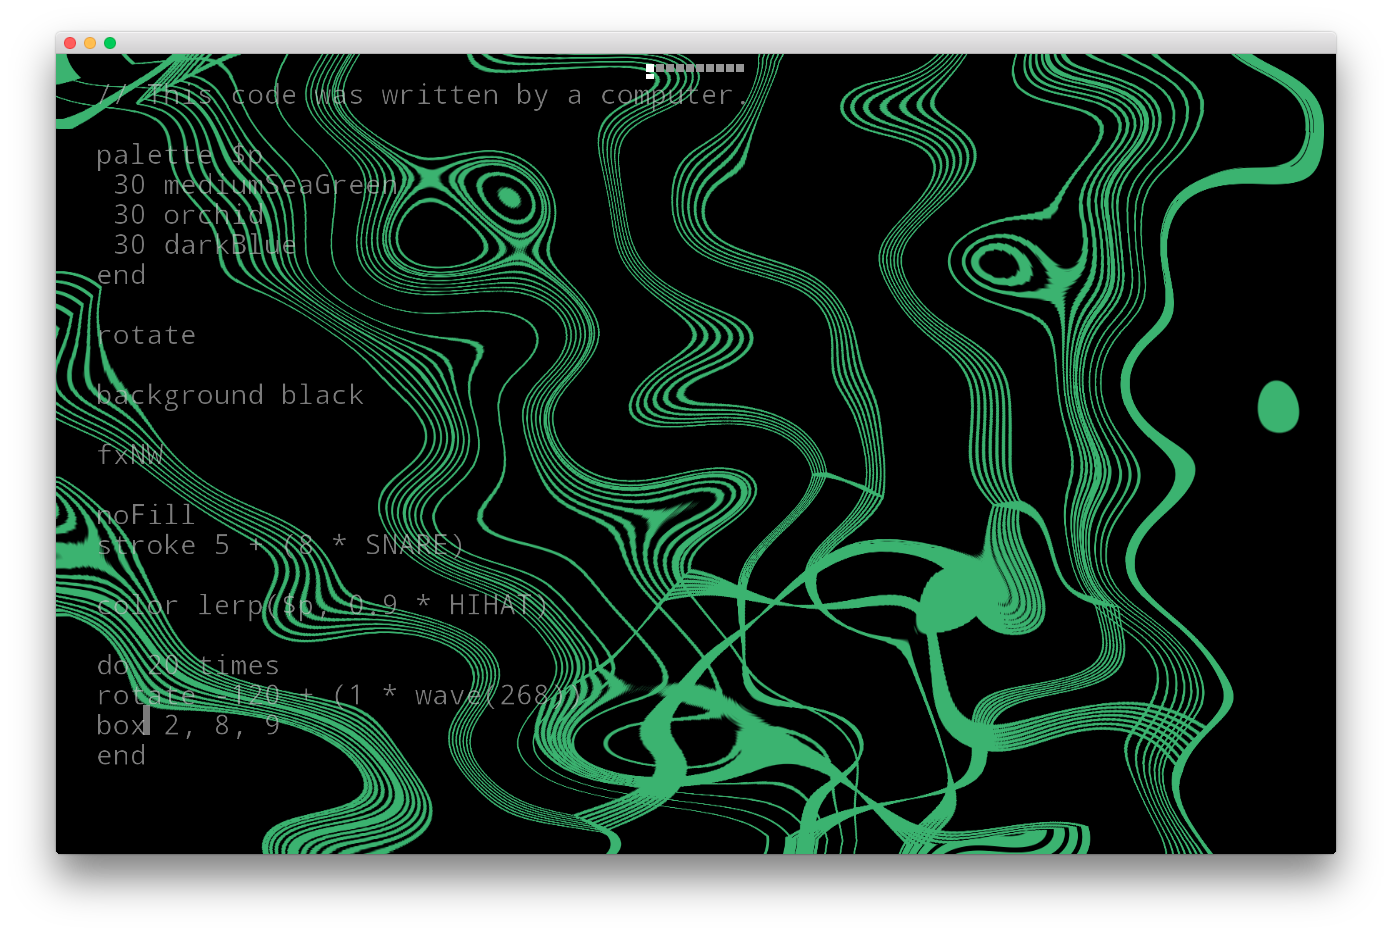 // This code was written by a computer.
palette $p
30 mediumSeaGreen
30 orchid
30 darkBlue
end
rotate
background black
fxNW
noFill
stroke 5 + (8 * SNARE)
color lerp($p, 0.9 * HIHAT)
do 20 times
rotate -120 + (1 * wave(268))
box 2, 8, 9
end